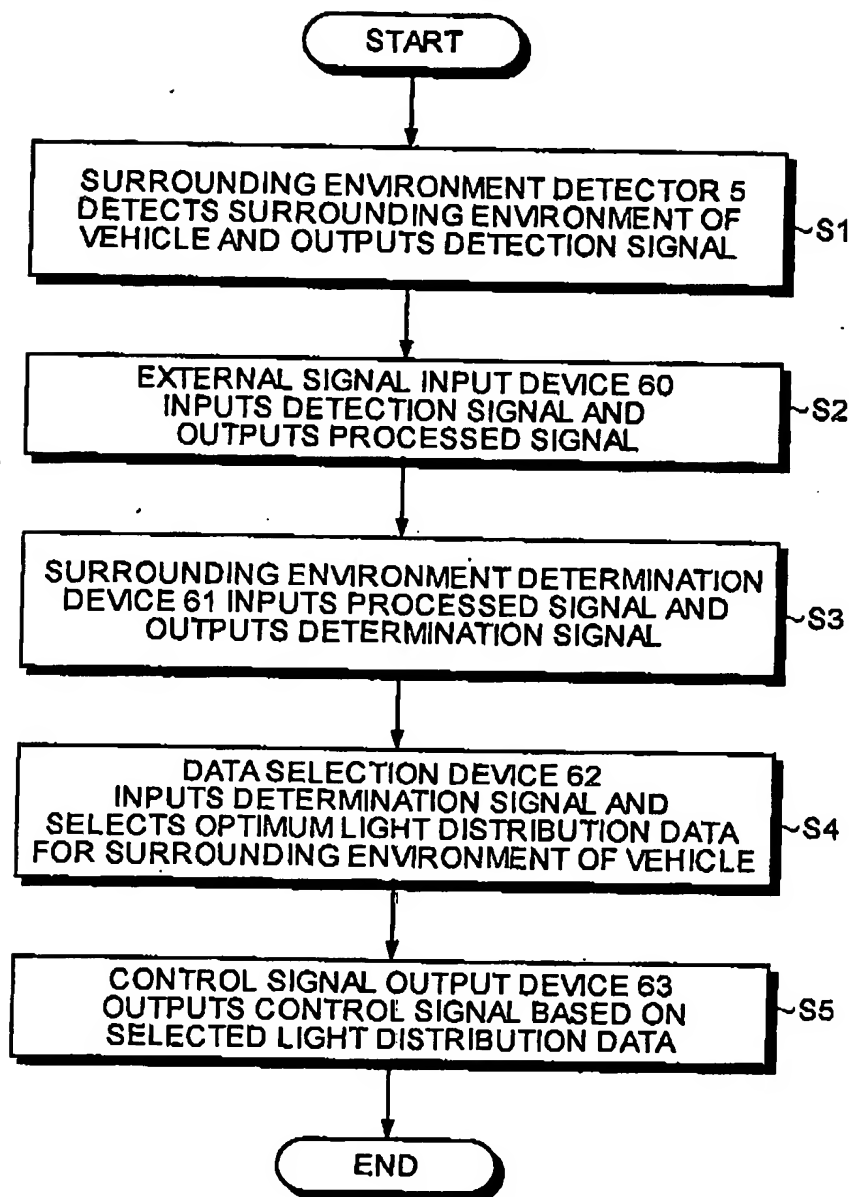 START
SURROUNDING ENVIRONMENT DETECTOR 5
DETECTS SURROUNDING ENVIRONMENT OF
VEHICLE AND OUTPUTS DETECTION SIGNAL
~S1
EXTERNAL SIGNAL INPUT DEVICE 60
INPUTS DETECTION SIGNAL AND
OUTPUTS PROCESSED SIGNAL
~S2
SURROUNDING ENVIRONMENT DETERMINATION
DEVICE 61 INPUTS PROCESSED SIGNAL AND
OUTPUTS DETERMINATION SIGNAL
~S3
DATA SELECTION DEVICE 62
INPUTS DETERMINATION SIGNAL AND
SELECTS OPTIMUM LIGHT DISTRIBUTION DATA
FOR SURROUNDING ENVIRONMENT OF VEHICLE
~S4
CONTROL SIGNAL OUTPUT DEVICE 63
OUTPUTS CONTROL SIGNAL BASED ON
SELECTED LIGHT DISTRIBUTION DATA
~S5
END